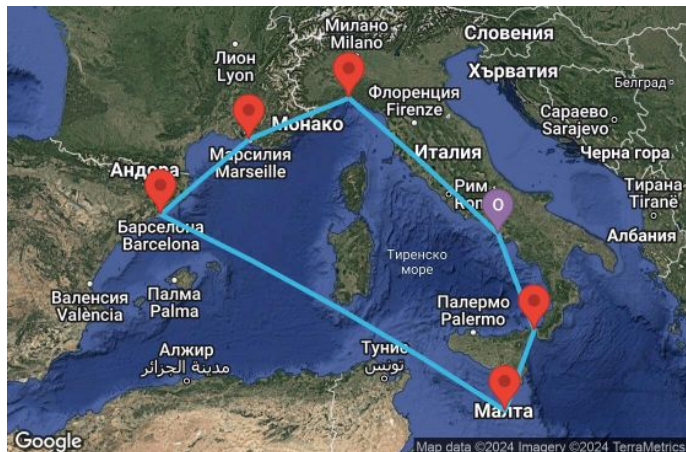 Милано
Milano
Словения
Лион
Lyon
Хърватия
Белград
Флоренция
Firenze
Монако
Сараево
Sarajevo
Марсилия
Marseille
Италия
Черна гора
Андора
Рим
Тирана
Tiranë
O
Барселона
Barcelona
Албания
Тиренско
море
Палма
Palma
Валенсия
València
Палермо
Palermo
Алжир
مدينة الجزائر
Тунис
تونس
Малта
Google
Map data ©2024 Imagery ©2024 TerraMetrics